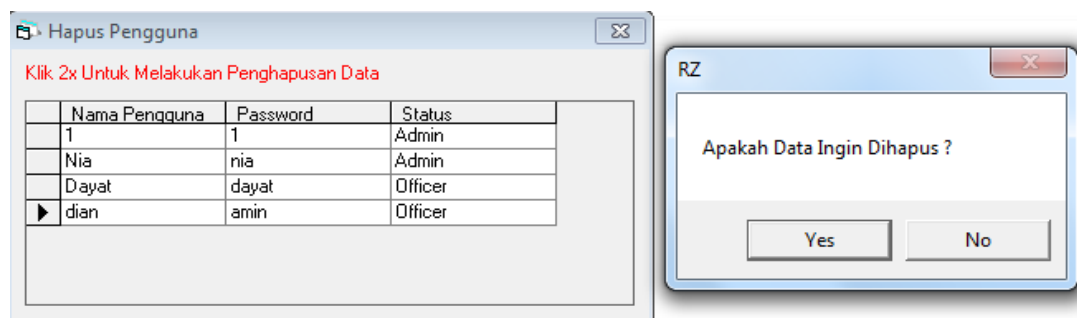 Hapus Pengguna
Klik 2x Untuk Melakukan Penghapusan Data
Nama Pengguna Password Status
1 1 Admin
Nia nia Admin
Dayat dayat Officer
dian amin Officer
RZ
Apakah Data Ingin Dihapus ?
Yes No